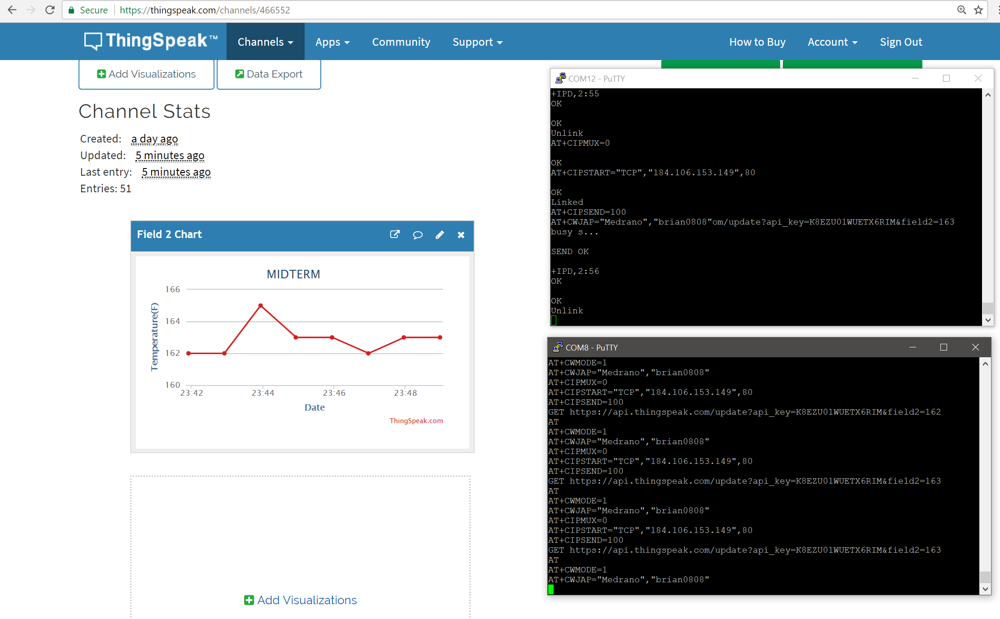 Secure https://thingspeak.com/channels/466552
ThingSpeak™ Channels Apps Community Support How to Buy Account Sign Out
Add Visualizations Data Export
Channel Stats
Created: a day ago
Updated: 5 minutes ago
Last entry: 5 minutes ago
Entries: 51
Field 2 Chart
MIDTERM
Temperature(F)
166
164
162
160
23:42 23:44 23:46 23:48
Date
ThingSpeak.com
Add Visualizations
COM12 - PuTTY
+IPD,2:55
OK
OK
Unlink
AT+CIPMUX=0
OK
AT+CIPSTART="TCP","184.106.153.149",80
OK
Linked
AT+CIPSEND=100
AT+CWJAP="Medrano","brian0808"om/update?api_key=K8EZU01WUETX6RIM&field2=163
busy s...
SEND OK
+IPD,2:56
OK
OK
Unlink
COM8 - PuTTY
AT+CWMODE=1
AT+CWJAP="Medrano","brian0808"
AT+CIPMUX=0
AT+CIPSTART="TCP","184.106.153.149",80
AT+CIPSEND=100
GET https://api.thingspeak.com/update?api_key=K8EZU01WUETX6RIM&field2=162
AT
AT+CWMODE=1
AT+CWJAP="Medrano","brian0808"
AT+CIPMUX=0
AT+CIPSTART="TCP","184.106.153.149",80
AT+CIPSEND=100
GET https://api.thingspeak.com/update?api_key=K8EZU01WUETX6RIM&field2=163
AT
AT+CWMODE=1
AT+CWJAP="Medrano","brian0808"
AT+CIPMUX=0
AT+CIPSTART="TCP","184.106.153.149",80
AT+CIPSEND=100
GET https://api.thingspeak.com/update?api_key=K8EZU01WUETX6RIM&field2=163
AT
AT+CWMODE=1
AT+CWJAP="Medrano","brian0808"